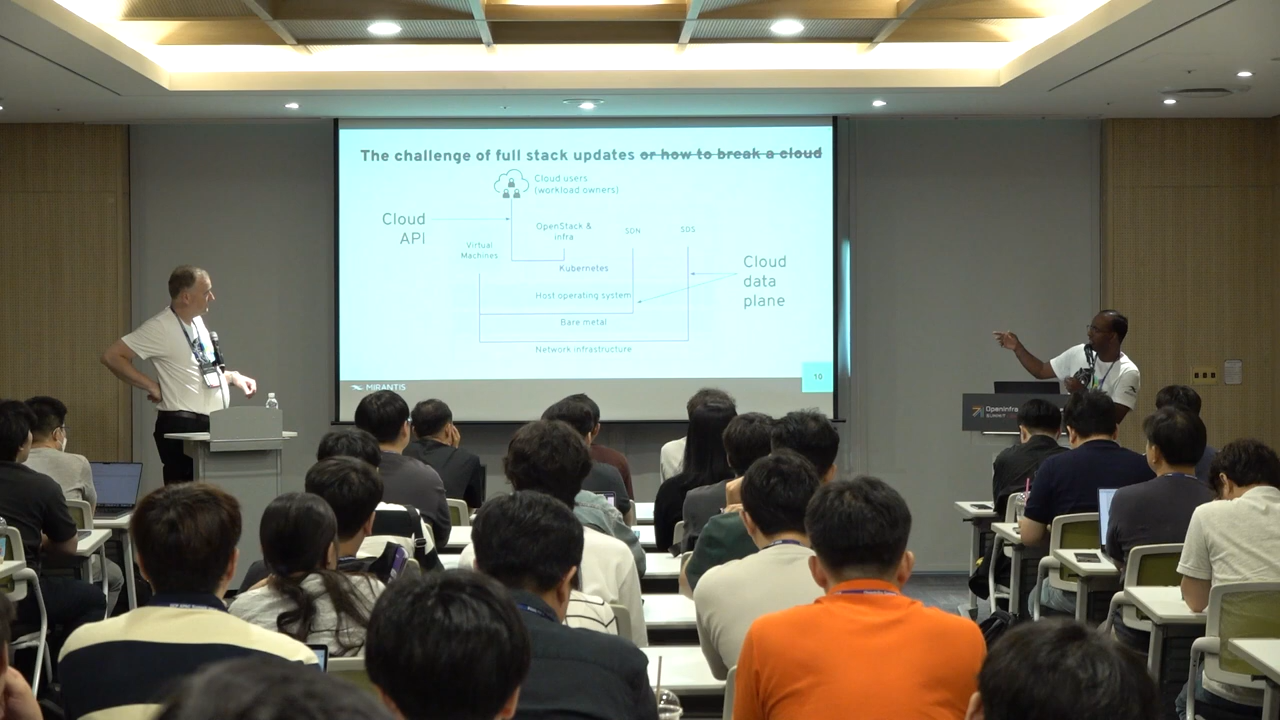 The challenge of full stack updates or how to break a cloud
Cloud users
(workload owners)
Cloud
API
OpenStack &
infra
SDN
SDS
Virtual
Machines
Kubernetes
Cloud
data
plane
Host operating system
Bare metal
Network infrastructure
MIRANTIS
10
OpenInfra
SUMMIT